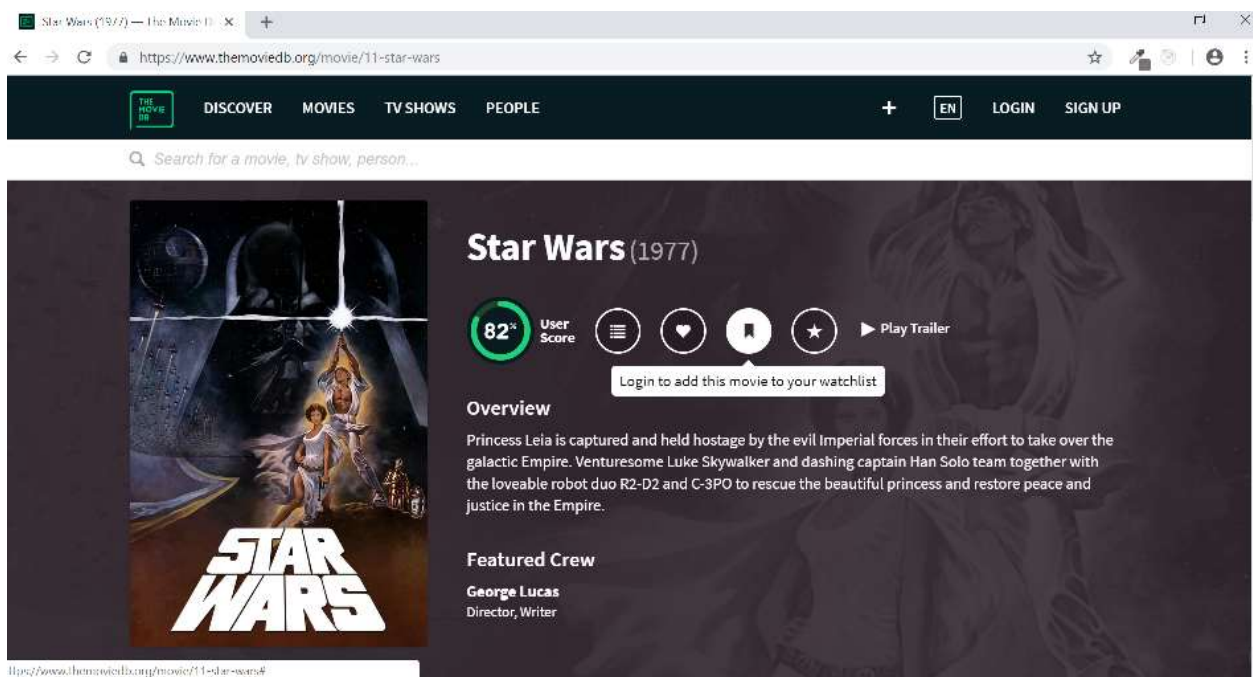 Star Wars (1977) — The Movie D
https://www.themoviedb.org/movie/11-star-wars
THE MOVIE DB
DISCOVER MOVIES TV SHOWS PEOPLE + EN LOGIN SIGN UP
Search for a movie, tv show, person...
Star Wars (1977)
82% User Score Play Trailer
Login to add this movie to your watchlist
Overview
Princess Leia is captured and held hostage by the evil Imperial forces in their effort to take over the
galactic Empire. Venturesome Luke Skywalker and dashing captain Han Solo team together with
the loveable robot duo R2-D2 and C-3PO to rescue the beautiful princess and restore peace and
justice in the Empire.
Featured Crew
George Lucas
Director, Writer
STAR
WARS
ttps://www.themoviedb.org/movie/11-star-wars#